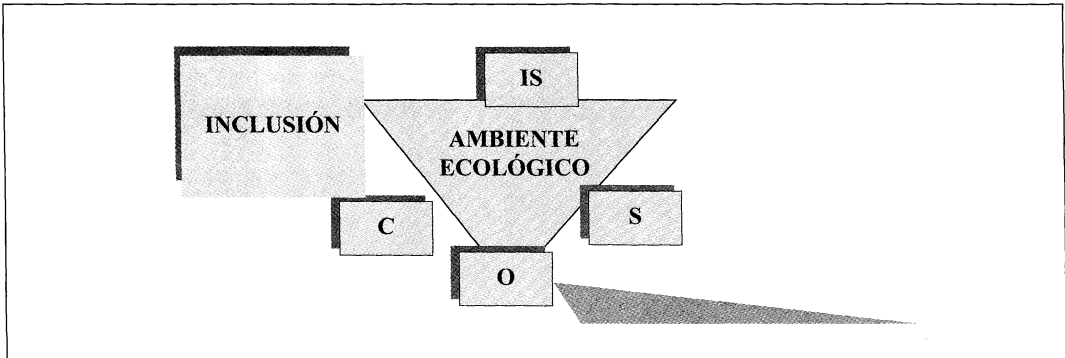 IS
INCLUSIÓN
AMBIENTE
ECOLÓGICO
C
S
O